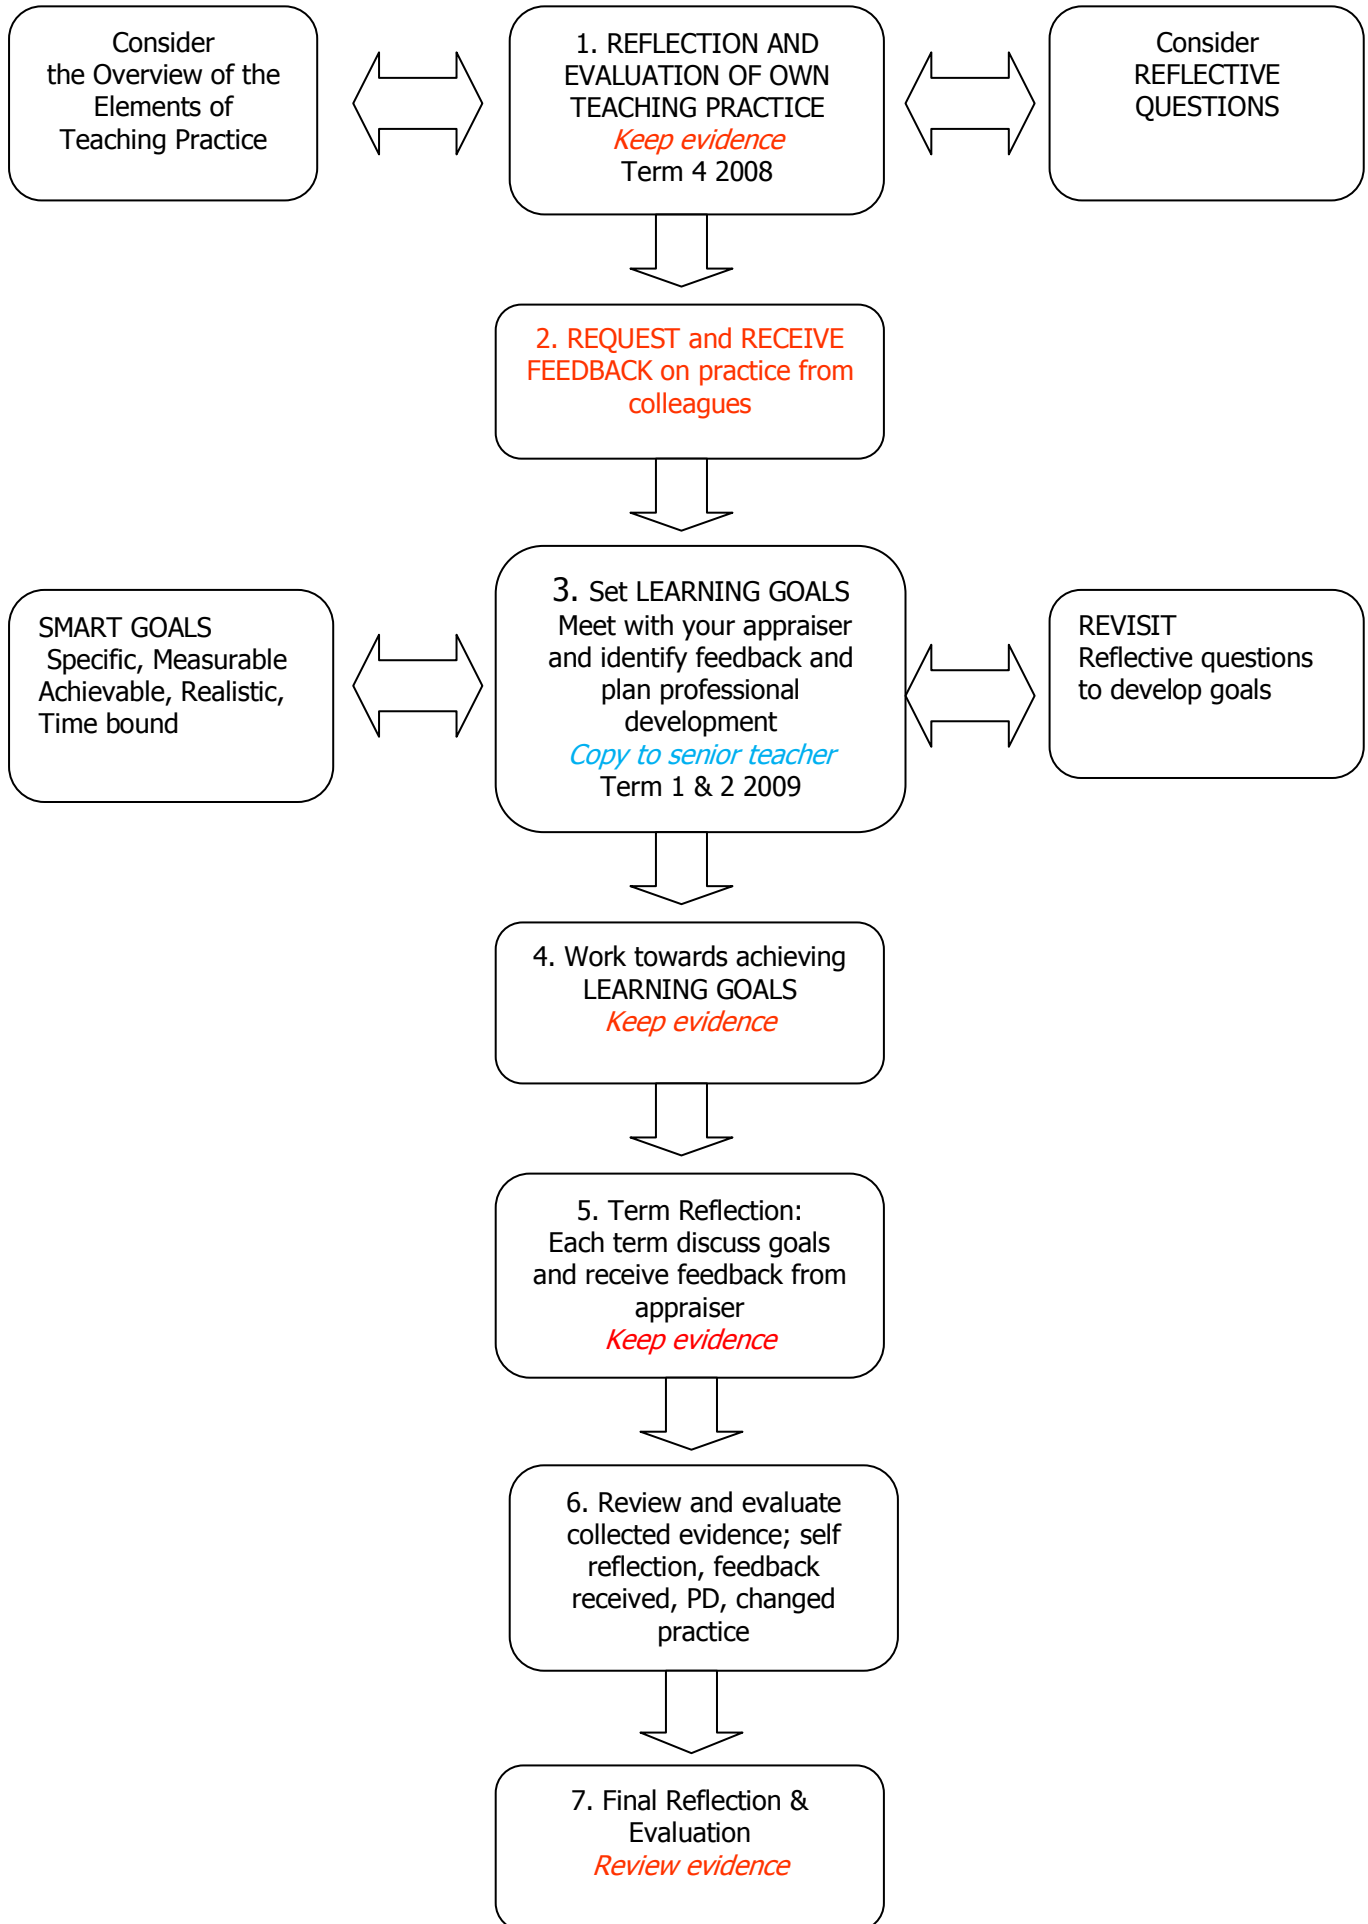 Consider
the Overview of the
Elements of
Teaching Practice
1. REFLECTION AND
EVALUATION OF OWN
TEACHING PRACTICE
Keep evidence
Term 4 2008
Consider
REFLECTIVE
QUESTIONS
2. REQUEST and RECEIVE
FEEDBACK on practice from
colleagues
SMART GOALS
Specific, Measurable
Achievable, Realistic,
Time bound
3. Set LEARNING GOALS
Meet with your appraiser
and identify feedback and
plan professional
development
Copy to senior teacher
Term 1 & 2 2009
REVISIT
Reflective questions
to develop goals
4. Work towards achieving
LEARNING GOALS
Keep evidence
5. Term Reflection:
Each term discuss goals
and receive feedback from
appraiser
Keep evidence
6. Review and evaluate
collected evidence; self
reflection, feedback
received, PD, changed
practice
7. Final Reflection &
Evaluation
Review evidence